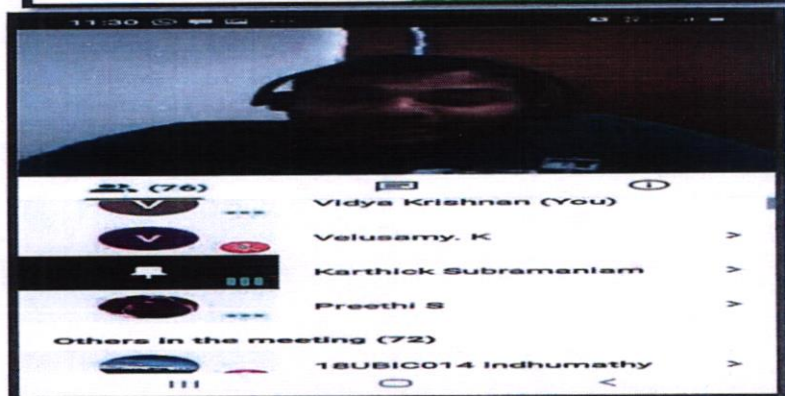 11:30
(76)
V
Vidya Krishnan (You)
V
Velusamy. K
Karthick Subramaniam
Preethi S
Others in the meeting (72)
18UBIC014 Indhumathy